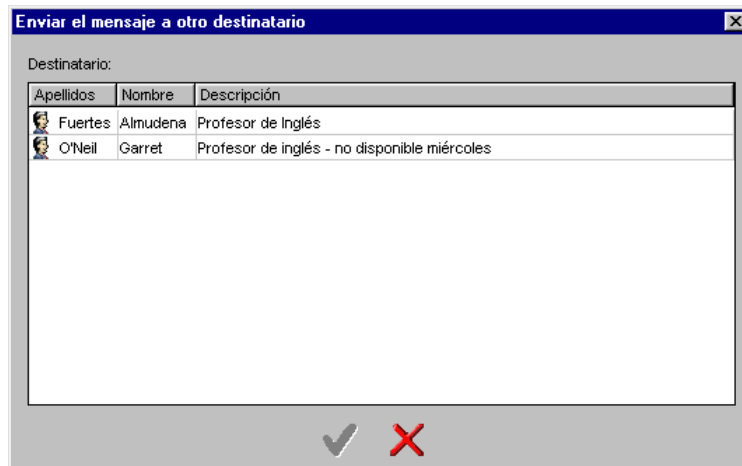 Enviar el mensaje a otro destinatario
Destinatario:
Apellidos Nombre Descripción
Fuertes Almudena Profesor de Inglés
O'Neil Garret Profesor de inglés - no disponible miércoles